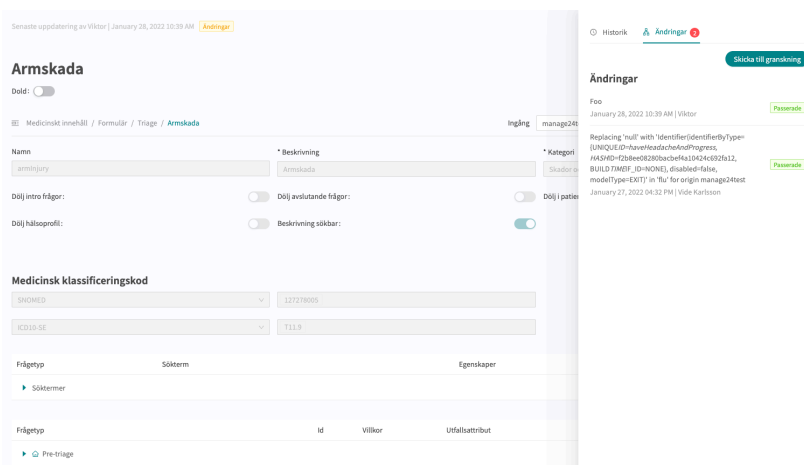 Senaste uppdatering av Viktor | January 28, 2022 10:39 AM Ändringar
Armskada
Dold:
Medicinskt innehåll / Formulär / Triage / Armskada
Ingång manage24t
Namn * Beskrivning * Kategori
armInjury Armskada Skador o
Dölj intro frågor: Dölj avslutande frågor: Dölj i patie
Dölj hälsoprofil: Beskrivning sökbar:
Medicinsk klassificeringskod
SNOMED 127278005
ICD10-SE T11.9
Frågetyp Sökterm Egenskaper
Söktermer
Frågetyp Id Villkor Utfallsattribut
Pre-triage
Historik Ändringar 2
Skicka till granskning
Ändringar
Foo
January 28, 2022 10:39 AM | Viktor
Passerade
Replacing 'null' with 'Identifier(identifierByType=
{UNIQUEID=haveHeadacheAndProgress,
HASHID=f2b8ee08280bacbef4a10424c692fa12,
BUILDTIMEIF_ID=NONE}, disabled=false,
modelType=EXIT)' in 'flu' for origin manage24test
Passerade
January 27, 2022 04:32 PM | Vide Karlsson